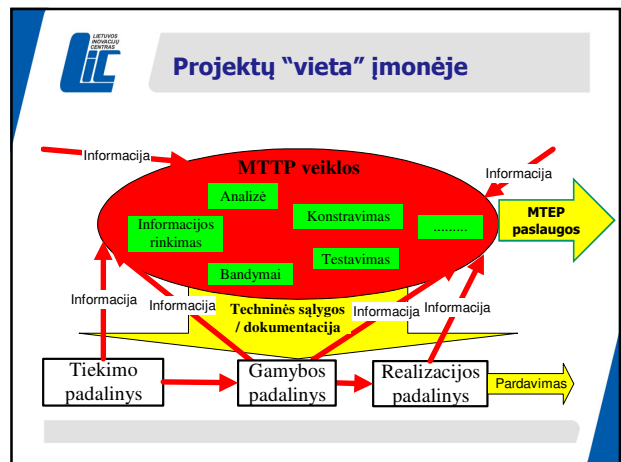 LIETUVOS
INOVACIJŲ
CENTRAS
LiC
Projektų “vieta” įmonėje
Informacija
MTTP veiklos
Informacija
Analizė
Konstravimas
Informacijos
rinkimas
.........
MTEP
paslaugos
Testavimas
Bandymai
Informacija
Informacija
Techninės sąlygos
/ dokumentacija
Informacija
Informacija
Tiekimo
padalinys
Gamybos
padalinys
Realizacijos
padalinys
Pardavimas